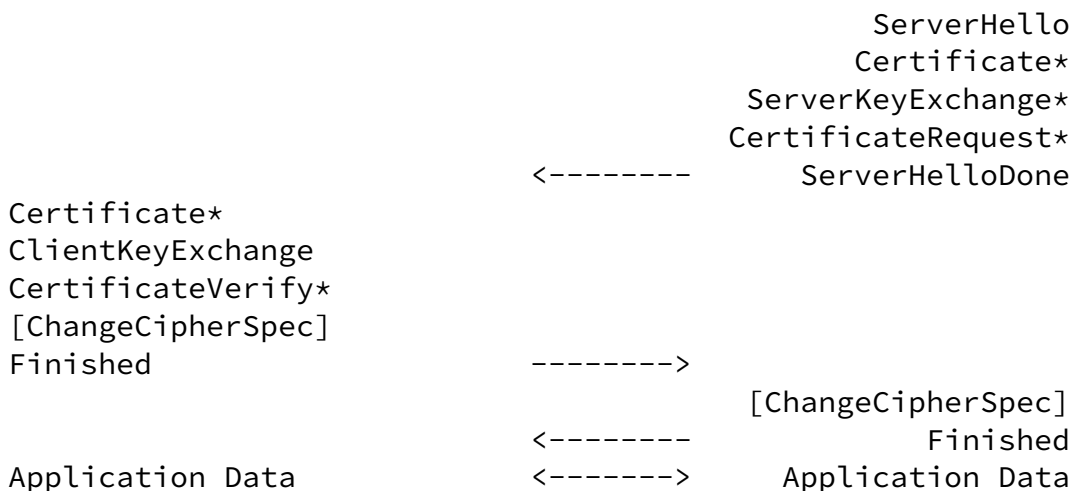 ServerHello
Certificate*
ServerKeyExchange*
CertificateRequest*
<-------- ServerHelloDone
Certificate*
ClientKeyExchange
CertificateVerify*
[ChangeCipherSpec]
Finished -------->
[ChangeCipherSpec]
<-------- Finished
Application Data <-------> Application Data